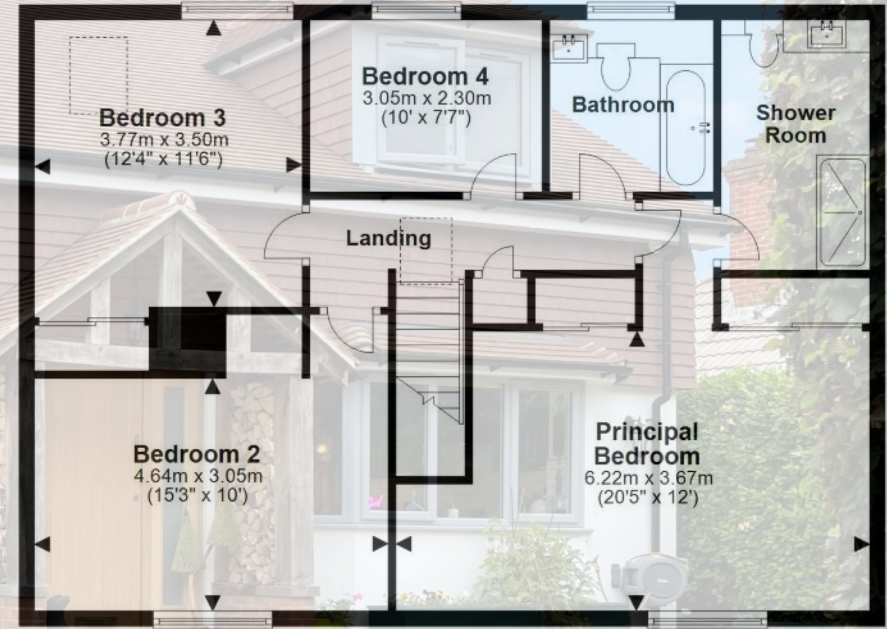 Bedroom 3
3.77m x 3.50m
(12'4" x 11'6")
Bedroom 4
3.05m x 2.30m
(10' x 7'7")
Bathroom
Shower
Room
Landing
Bedroom 2
4.64m x 3.05m
(15'3" x 10')
Principal
Bedroom
6.22m x 3.67m
(20'5" x 12')